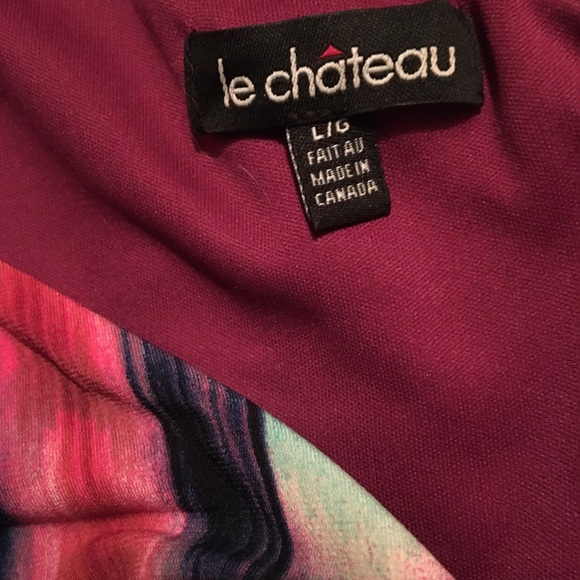 le château
L/G
FAIT AU
MADE IN
CANADA